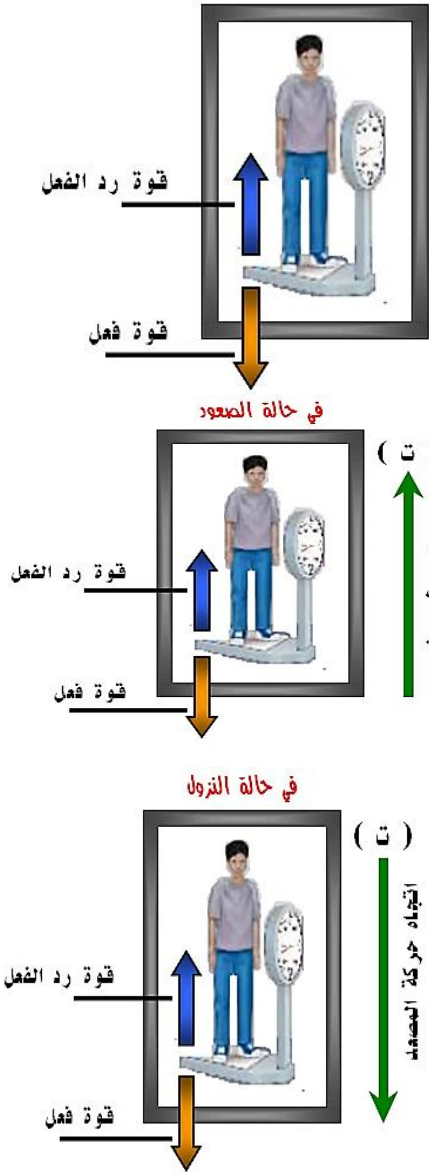 قوة رد الفعل
قوة فعل
في حالة الصعود
( ت )
قوة رد الفعل
قوة فعل
في حالة النزول
( ت )
اتجاه حركة المصعد
قوة رد الفعل
قوة فعل